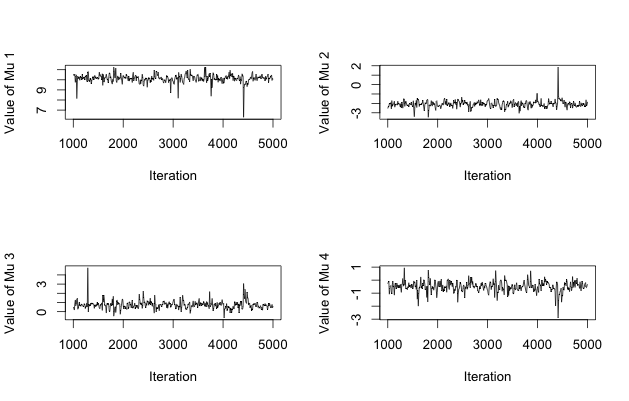 Value of Mu 1
9
7
1000 2000 3000 4000 5000
Iteration
Value of Mu 2
2
0
-3
1000 2000 3000 4000 5000
Iteration
Value of Mu 3
3
0
1000 2000 3000 4000 5000
Iteration
Value of Mu 4
1
-1
-3
1000 2000 3000 4000 5000
Iteration